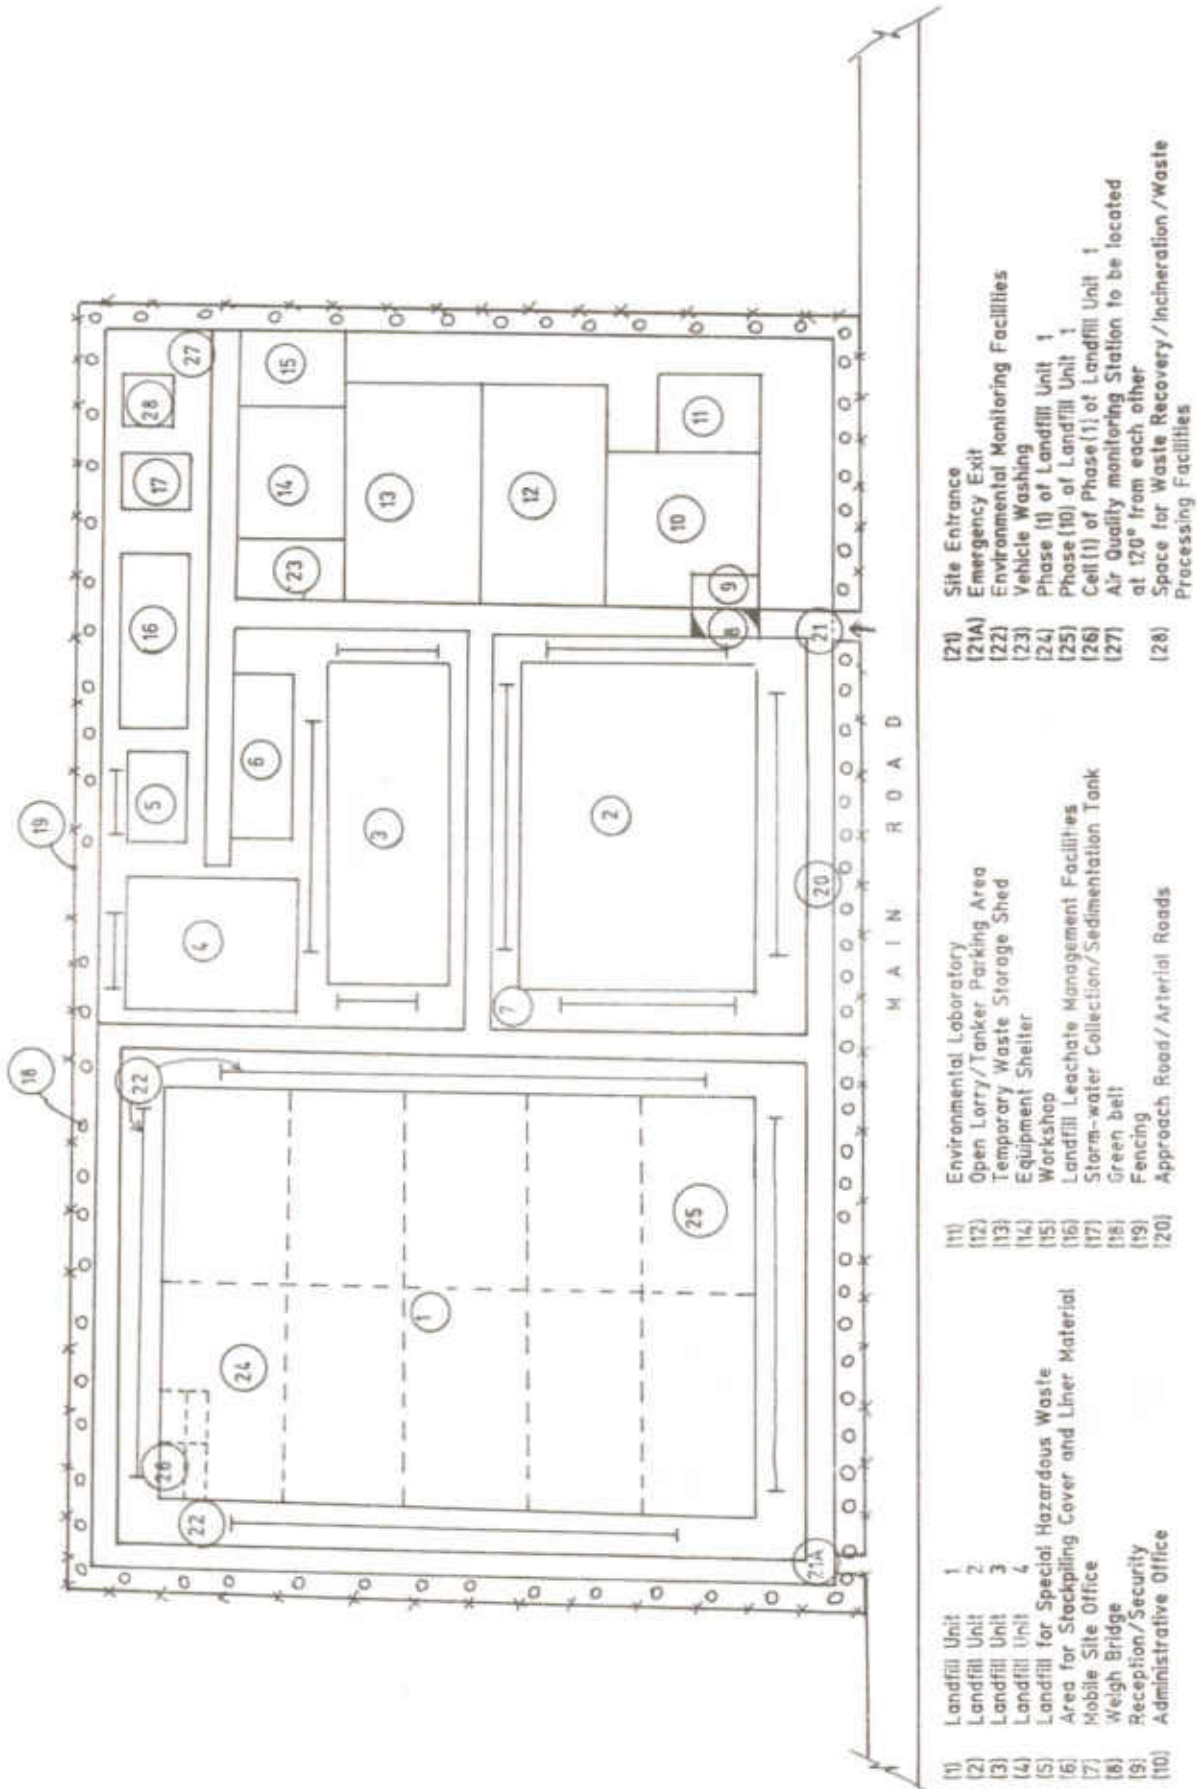 19
18
28
27
17
15
16
14
23
13
5
6
12
11
4
3
10
9
8
2
21
7
20
22
1
24
25
26
22
21A
MAIN ROAD
(1) Landfill Unit 1
(2) Landfill Unit 2
(3) Landfill Unit 3
(4) Landfill Unit 4
(5) Landfill for Special Hazardous Waste
(6) Area for Stockpiling Cover and Liner Material
(7) Mobile Site Office
(8) Weigh Bridge
(9) Reception/Security
(10) Administrative Office
(11) Environmental Laboratory
(12) Open Lorry/Tanker Parking Area
(13) Temporary Waste Storage Shed
(14) Equipment Shelter
(15) Workshop
(16) Landfill Leachate Management Facilities
(17) Storm-water Collection/Sedimentation Tank
(18) Green belt
(19) Fencing
(20) Approach Road/Arterial Roads
(21) Site Entrance
(21A) Emergency Exit
(22) Environmental Monitoring Facilities
(23) Vehicle Washing
(24) Phase (1) of Landfill Unit 1
(25) Phase (10) of Landfill Unit 1
(26) Cell (1) of Phase (1) of Landfill Unit 1
(27) Air Quality monitoring Station to be located
at 120° from each other
(28) Space for Waste Recovery/Incineration/Waste
Processing Facilities